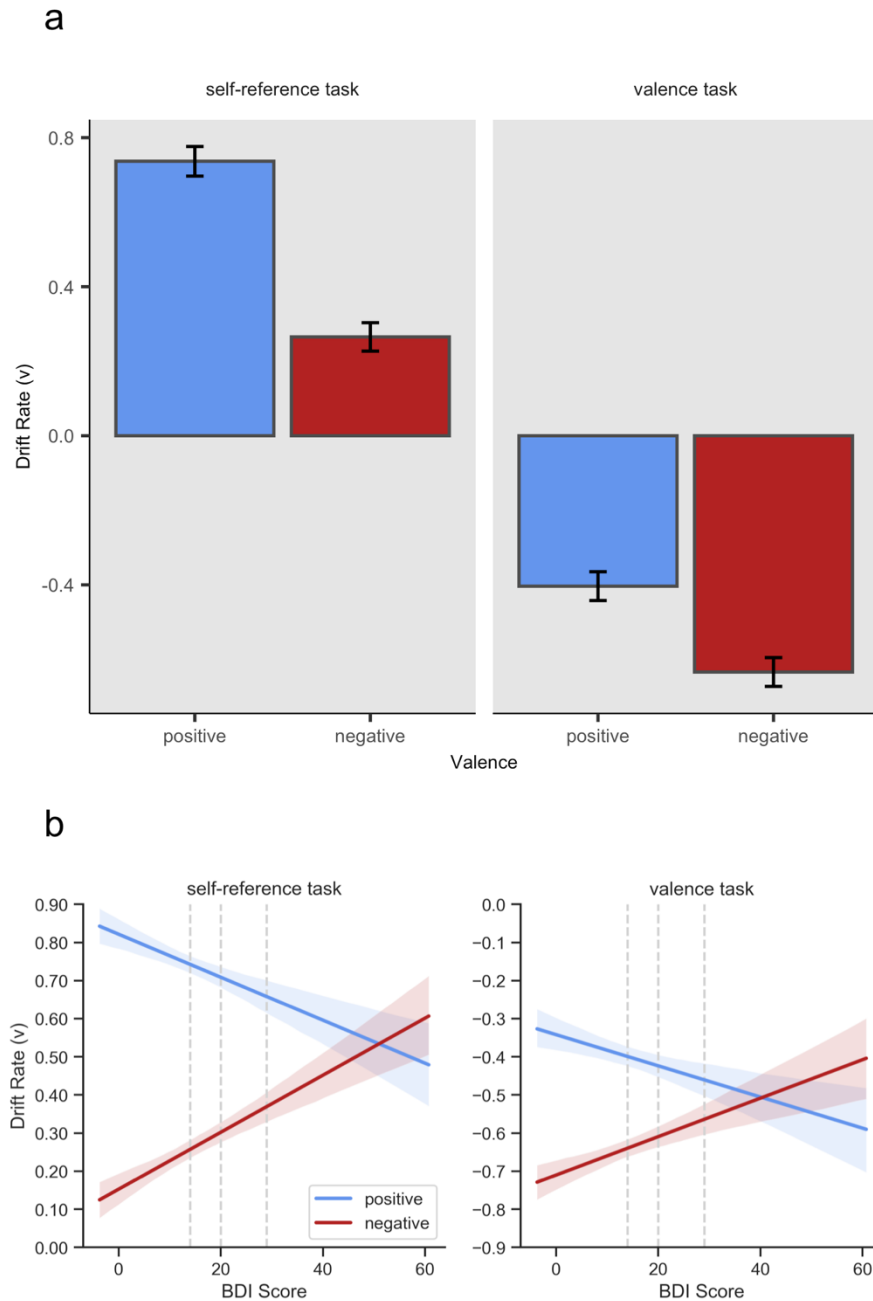 a
self-reference task
valence task
0.8
0.4
0.0
-0.4
Drift Rate (v)
positive
negative
positive
negative
Valence
b
self-reference task
valence task
0.90
0.80
0.70
0.60
0.50
0.40
0.30
0.20
0.10
0.00
Drift Rate (v)
positive
negative
0
20
40
60
BDI Score
0.0
−0.1
−0.2
−0.3
−0.4
−0.5
−0.6
−0.7
−0.8
−0.9
0
20
40
60
BDI Score